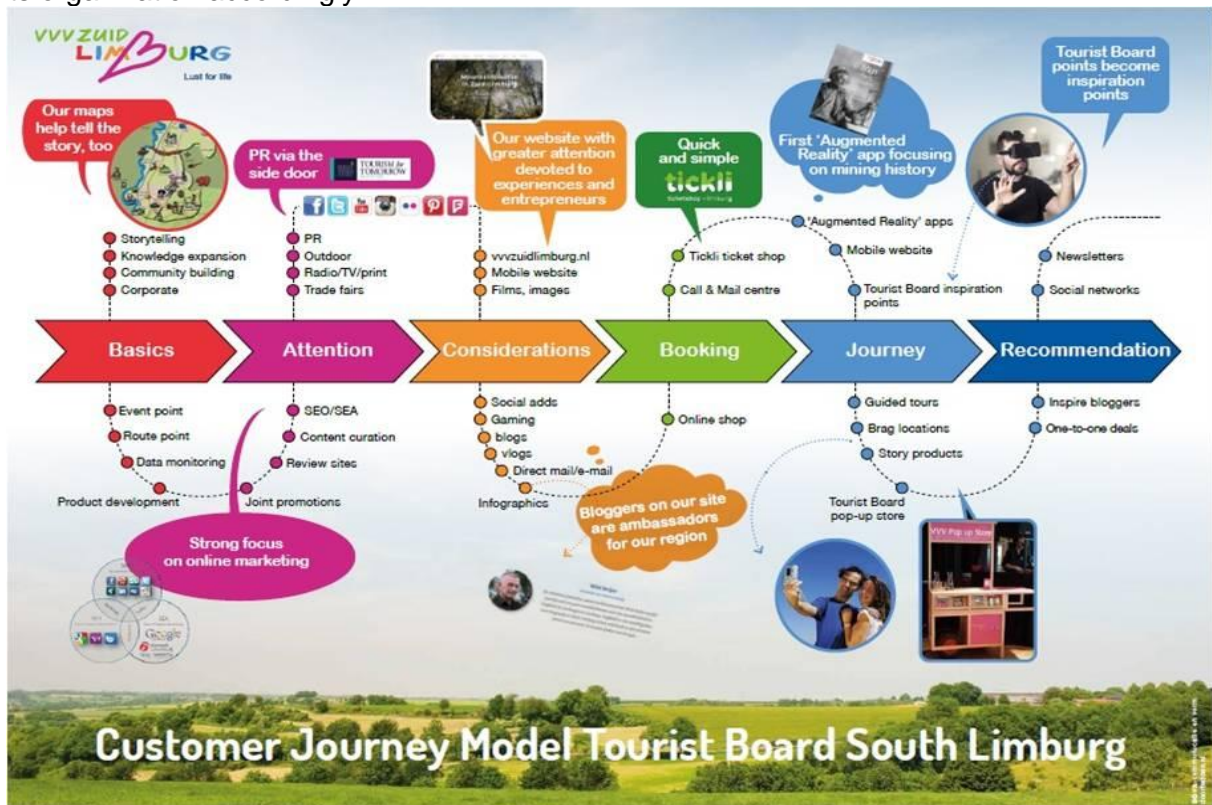 VVV ZUID
LIMBURG
Lust for life
Our maps
help tell the
story, too
PR via the
side door
TOURISM for
TOMORROW
Our website with
greater attention
devoted to
experiences and
entrepreneurs
Quick
and simple
tickli
First 'Augmented
Reality' app focusing
on mining history
Tourist Board
points become
inspiration
points
Storytelling
Knowledge expansion
Community building
Corporate
PR
Outdoor
Radio/TV/print
Trade fairs
vvvzuidlimburg.nl
Mobile website
Films, images
Tickli ticket shop
Call & Mail centre
'Augmented Reality' apps
Mobile website
Tourist Board inspiration
points
Newsletters
Social networks
Basics
Attention
Considerations
Booking
Journey
Recommendation
Event point
Route point
Data monitoring
Product development
SEO/SEA
Content curation
Review sites
Joint promotions
Social adds
Gaming
blogs
vlogs
Direct mail/e-mail
Infographics
Online shop
Guided tours
Brag locations
Story products
Tourist Board
pop-up store
Inspire bloggers
One-to-one deals
Strong focus
on online marketing
Bloggers on our site
are ambassadors
for our region
VVV Pop up Store
Google
Customer Journey Model Tourist Board South Limburg